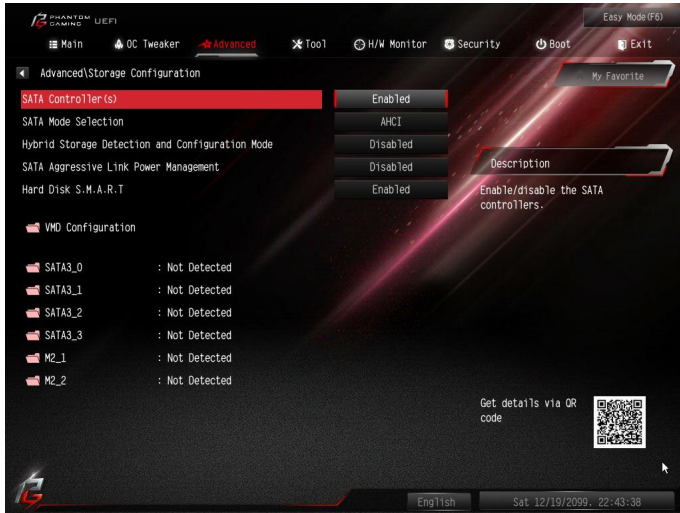 PHANTOM GAMING UEFI
Easy Mode(F6)
Main OC Tweaker Advanced Tool H/W Monitor Security Boot Exit
Advanced\Storage Configuration
My Favorite
SATA Controller(s) Enabled
SATA Mode Selection AHCI
Hybrid Storage Detection and Configuration Mode Disabled
SATA Aggressive Link Power Management Disabled
Hard Disk S.M.A.R.T Enabled
Description
Enable/disable the SATA
controllers.
VMD Configuration
SATA3_0 : Not Detected
SATA3_1 : Not Detected
SATA3_2 : Not Detected
SATA3_3 : Not Detected
M2_1 : Not Detected
M2_2 : Not Detected
Get details via QR
code
English
Sat 12/19/2099. 22:43:38